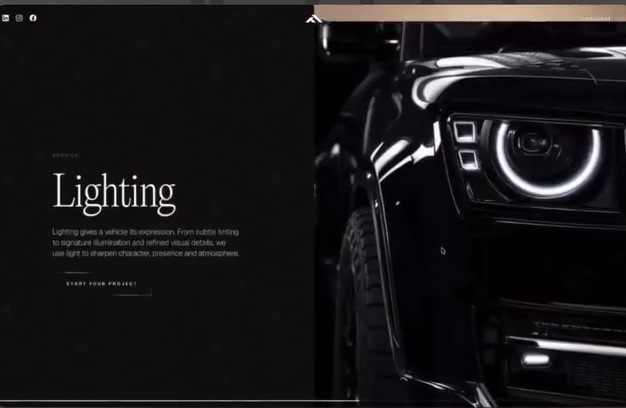 SERVICE
Lighting
Lighting gives a vehicle its expression. From subtle tinting
to signature illumination and refined visual details, we
use light to sharpen character, presence and atmosphere.
START YOUR PROJECT